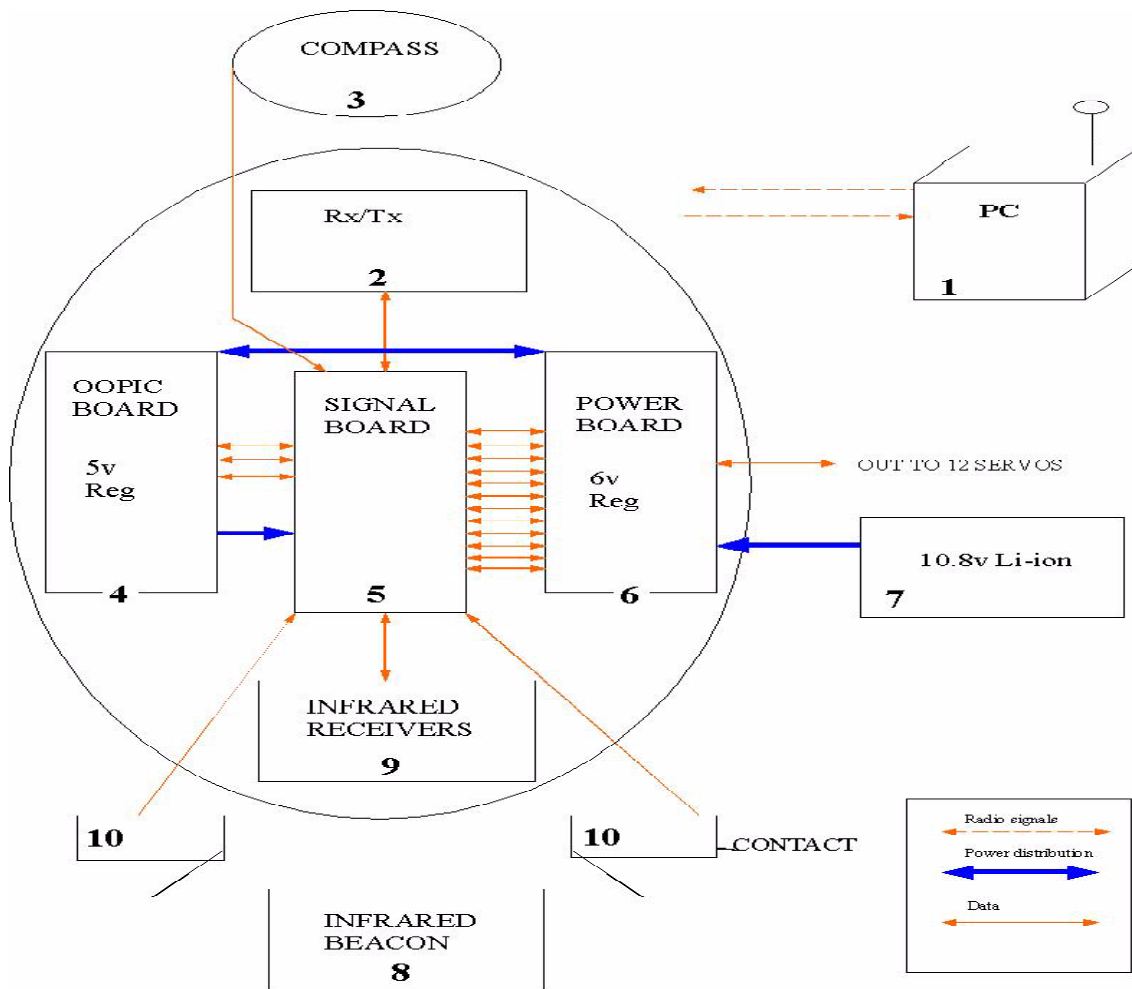 COMPASS
3
Rx/Tx
2
PC
1
OOPIC
BOARD
5v
Reg
4
SIGNAL
BOARD
5
POWER
BOARD
6v
Reg
6
OUT TO 12 SERVOS
10.8v Li-ion
7
INFRARED
RECEIVERS
9
10
10
CONTACT
INFRARED
BEACON
8
Radio signals
Power distribution
Data